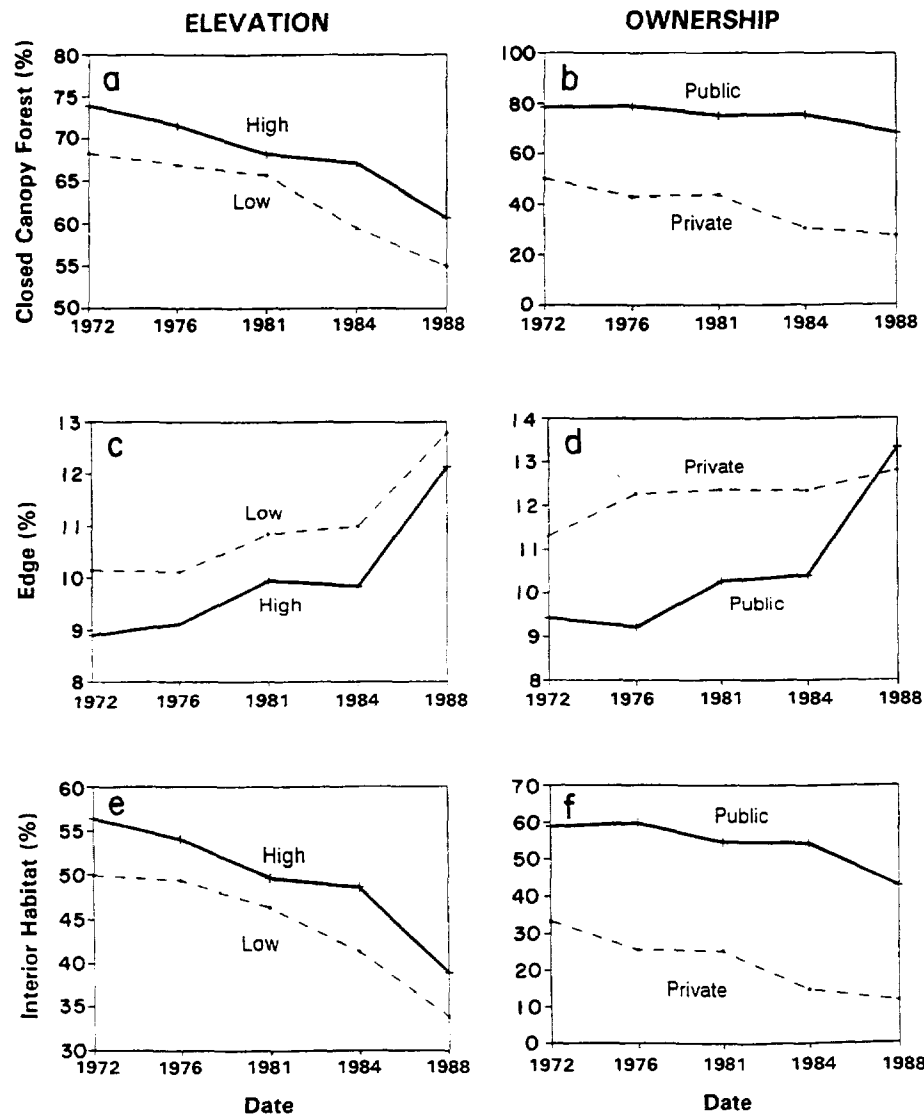 ELEVATION
OWNERSHIP
Closed Canopy Forest (%)
80
75
70
65
60
55
50
a
High
Low
1972 1976 1981 1984 1988
100
80
60
40
20
0
b
Public
Private
1972 1976 1981 1984 1988
Edge (%)
13
12
11
10
9
8
c
Low
High
1972 1976 1981 1984 1988
14
13
12
11
10
9
8
d
Private
Public
1972 1976 1981 1984 1988
Interior Habitat (%)
60
55
50
45
40
35
30
e
High
Low
1972 1976 1981 1984 1988
Date
70
60
50
40
30
20
10
0
f
Public
Private
1972 1976 1981 1984 1988
Date